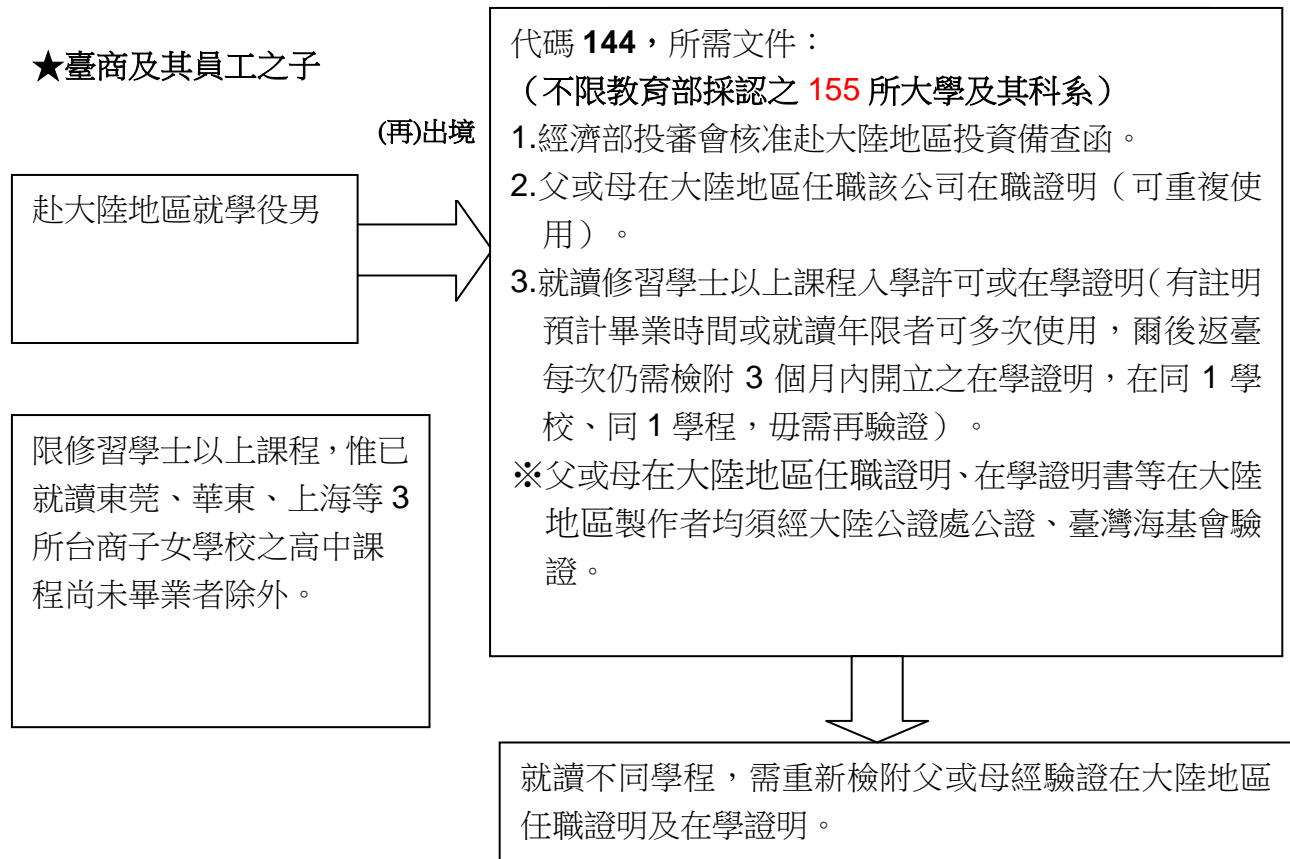 ★臺商及其員工之子
(再)出境
赴大陸地區就學役男
限修習學士以上課程，惟已
就讀東莞、華東、上海等 3
所台商子女學校之高中課
程尚未畢業者除外。
代碼 144，所需文件：
（不限教育部採認之 155 所大學及其科系）
1.經濟部投審會核准赴大陸地區投資備查函。
2.父或母在大陸地區任職該公司在職證明（可重複使
用）。
3.就讀修習學士以上課程入學許可或在學證明（有註明
預計畢業時間或就讀年限者可多次使用，爾後返臺
每次仍需檢附 3 個月內開立之在學證明，在同 1 學
校、同 1 學程，毋需再驗證）。
※父或母在大陸地區任職證明、在學證明書等在大陸
地區製作者均須經大陸公證處公證、臺灣海基會驗
證。
就讀不同學程，需重新檢附父或母經驗證在大陸地區
任職證明及在學證明。